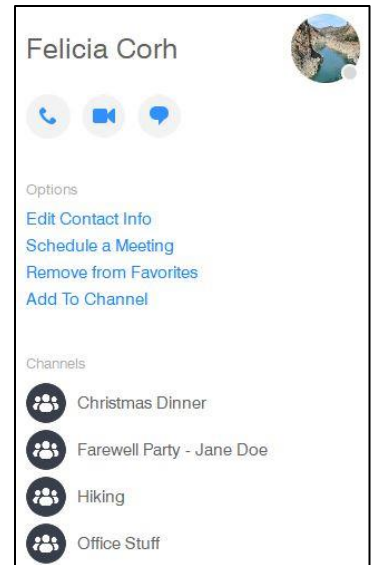 Felicia Corh
Options
Edit Contact Info
Schedule a Meeting
Remove from Favorites
Add To Channel
Channels
Christmas Dinner
Farewell Party - Jane Doe
Hiking
Office Stuff